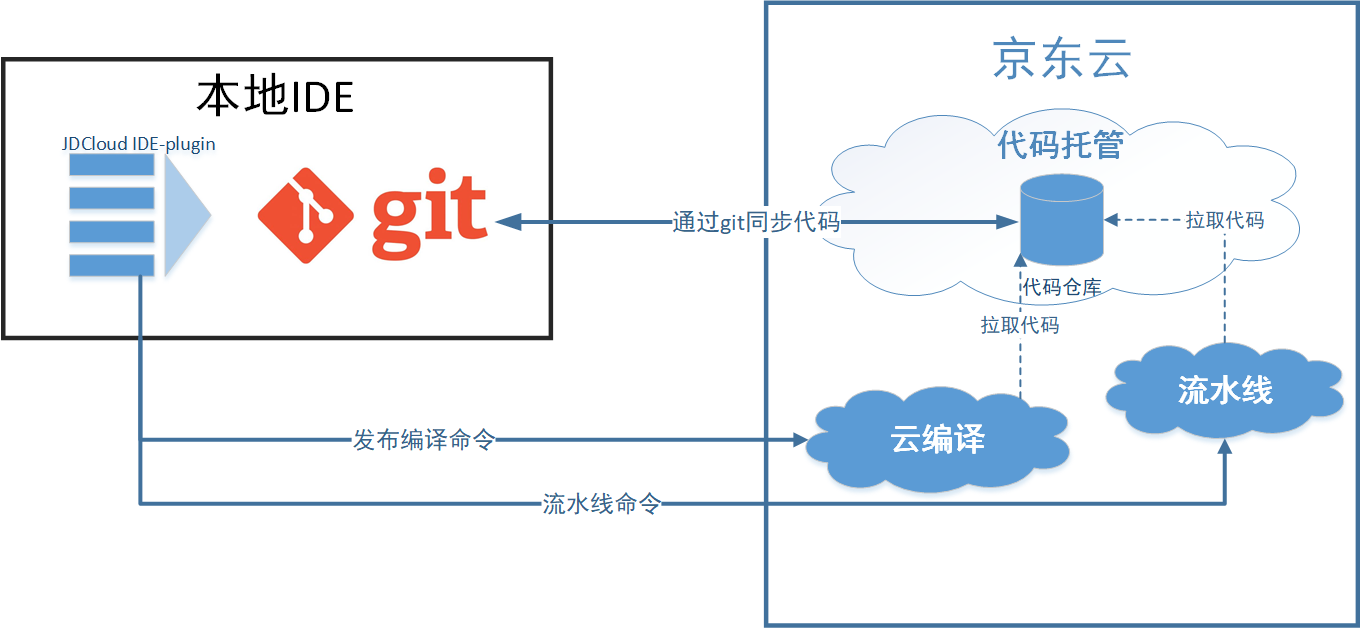 本地IDE
JDCloud IDE-plugin
git
京东云
代码托管
通过git同步代码
拉取代码
代码仓库
拉取代码
流水线
云编译
发布编译命令
流水线命令